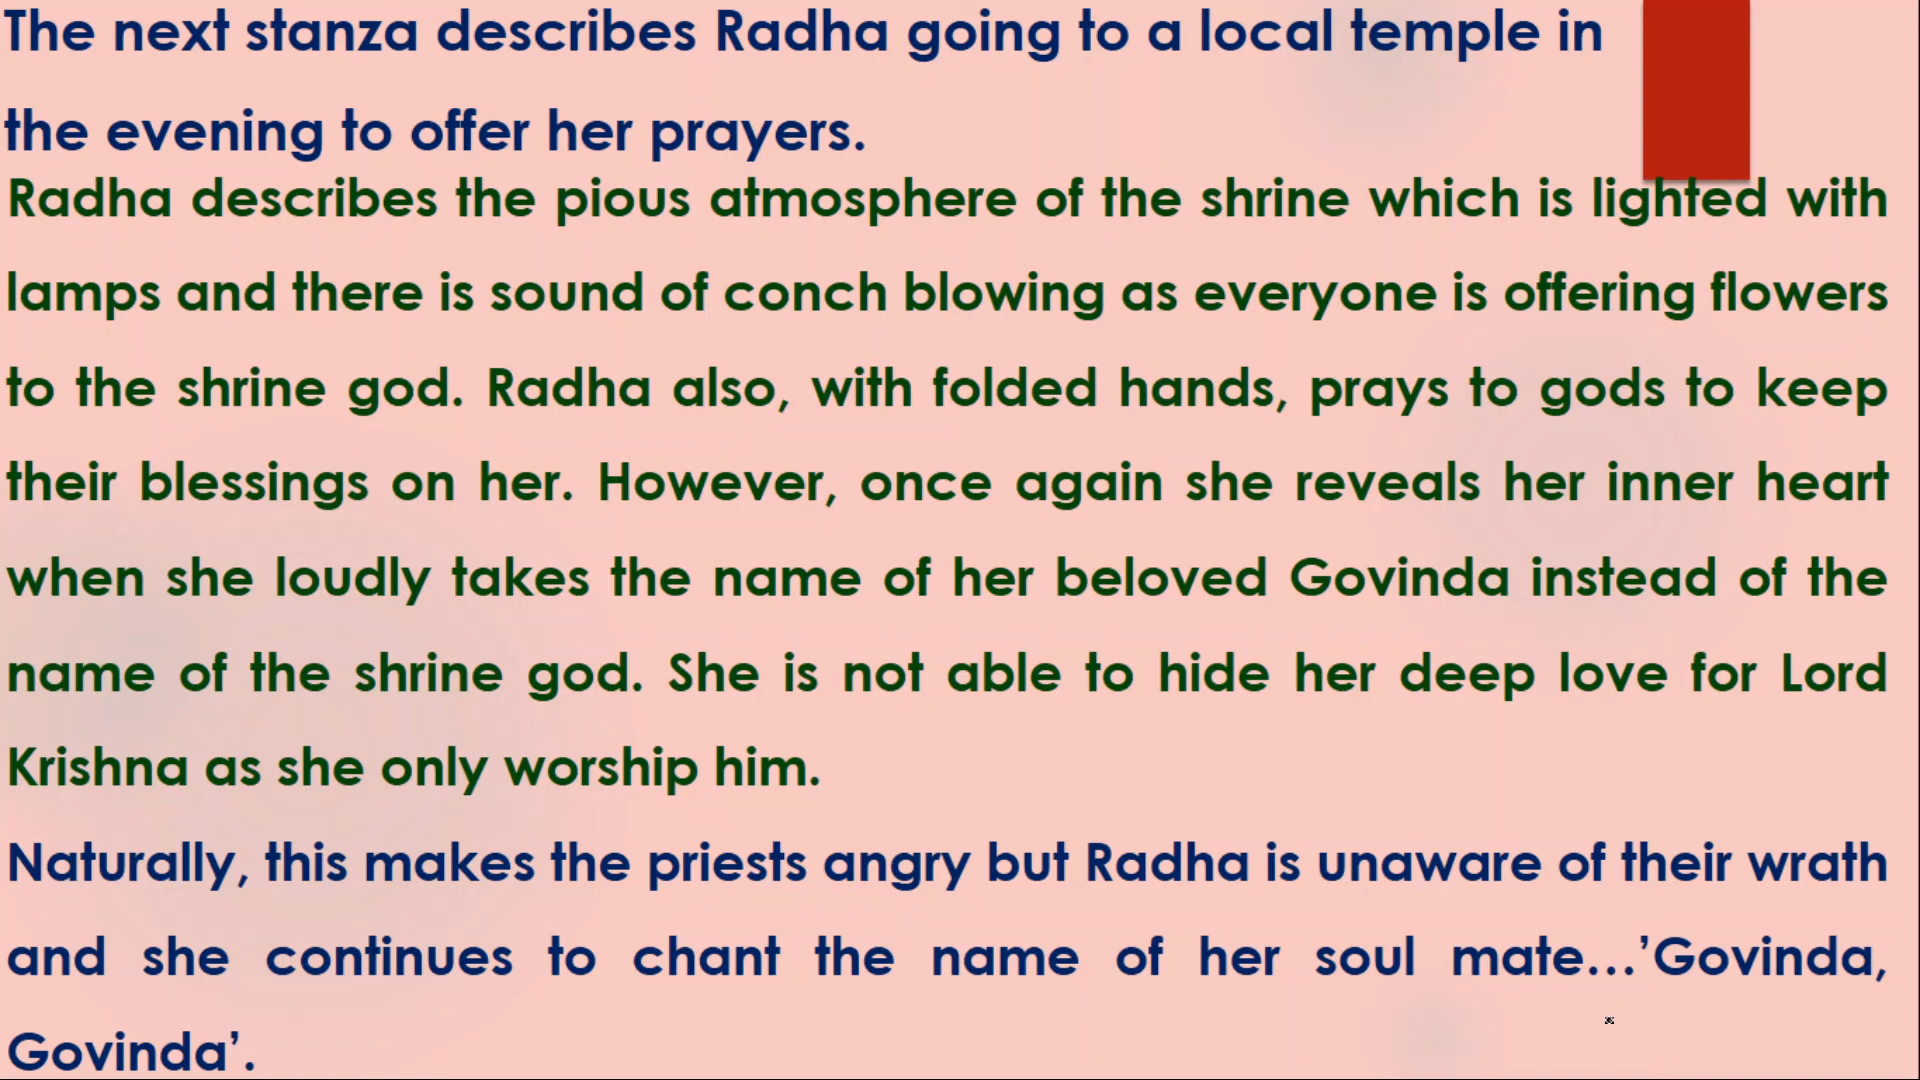 The next stanza describes Radha going to a local temple in
the evening to offer her prayers.
Radha describes the pious atmosphere of the shrine which is lighted with
lamps and there is sound of conch blowing as everyone is offering flowers
to the shrine god. Radha also, with folded hands, prays to gods to keep
their blessings on her. However, once again she reveals her inner heart
when she loudly takes the name of her beloved Govinda instead of the
name of the shrine god. She is not able to hide her deep love for Lord
Krishna as she only worship him.
Naturally, this makes the priests angry but Radha is unaware of their wrath
and she continues to chant the name of her soul mate…’Govinda,
Govinda’.